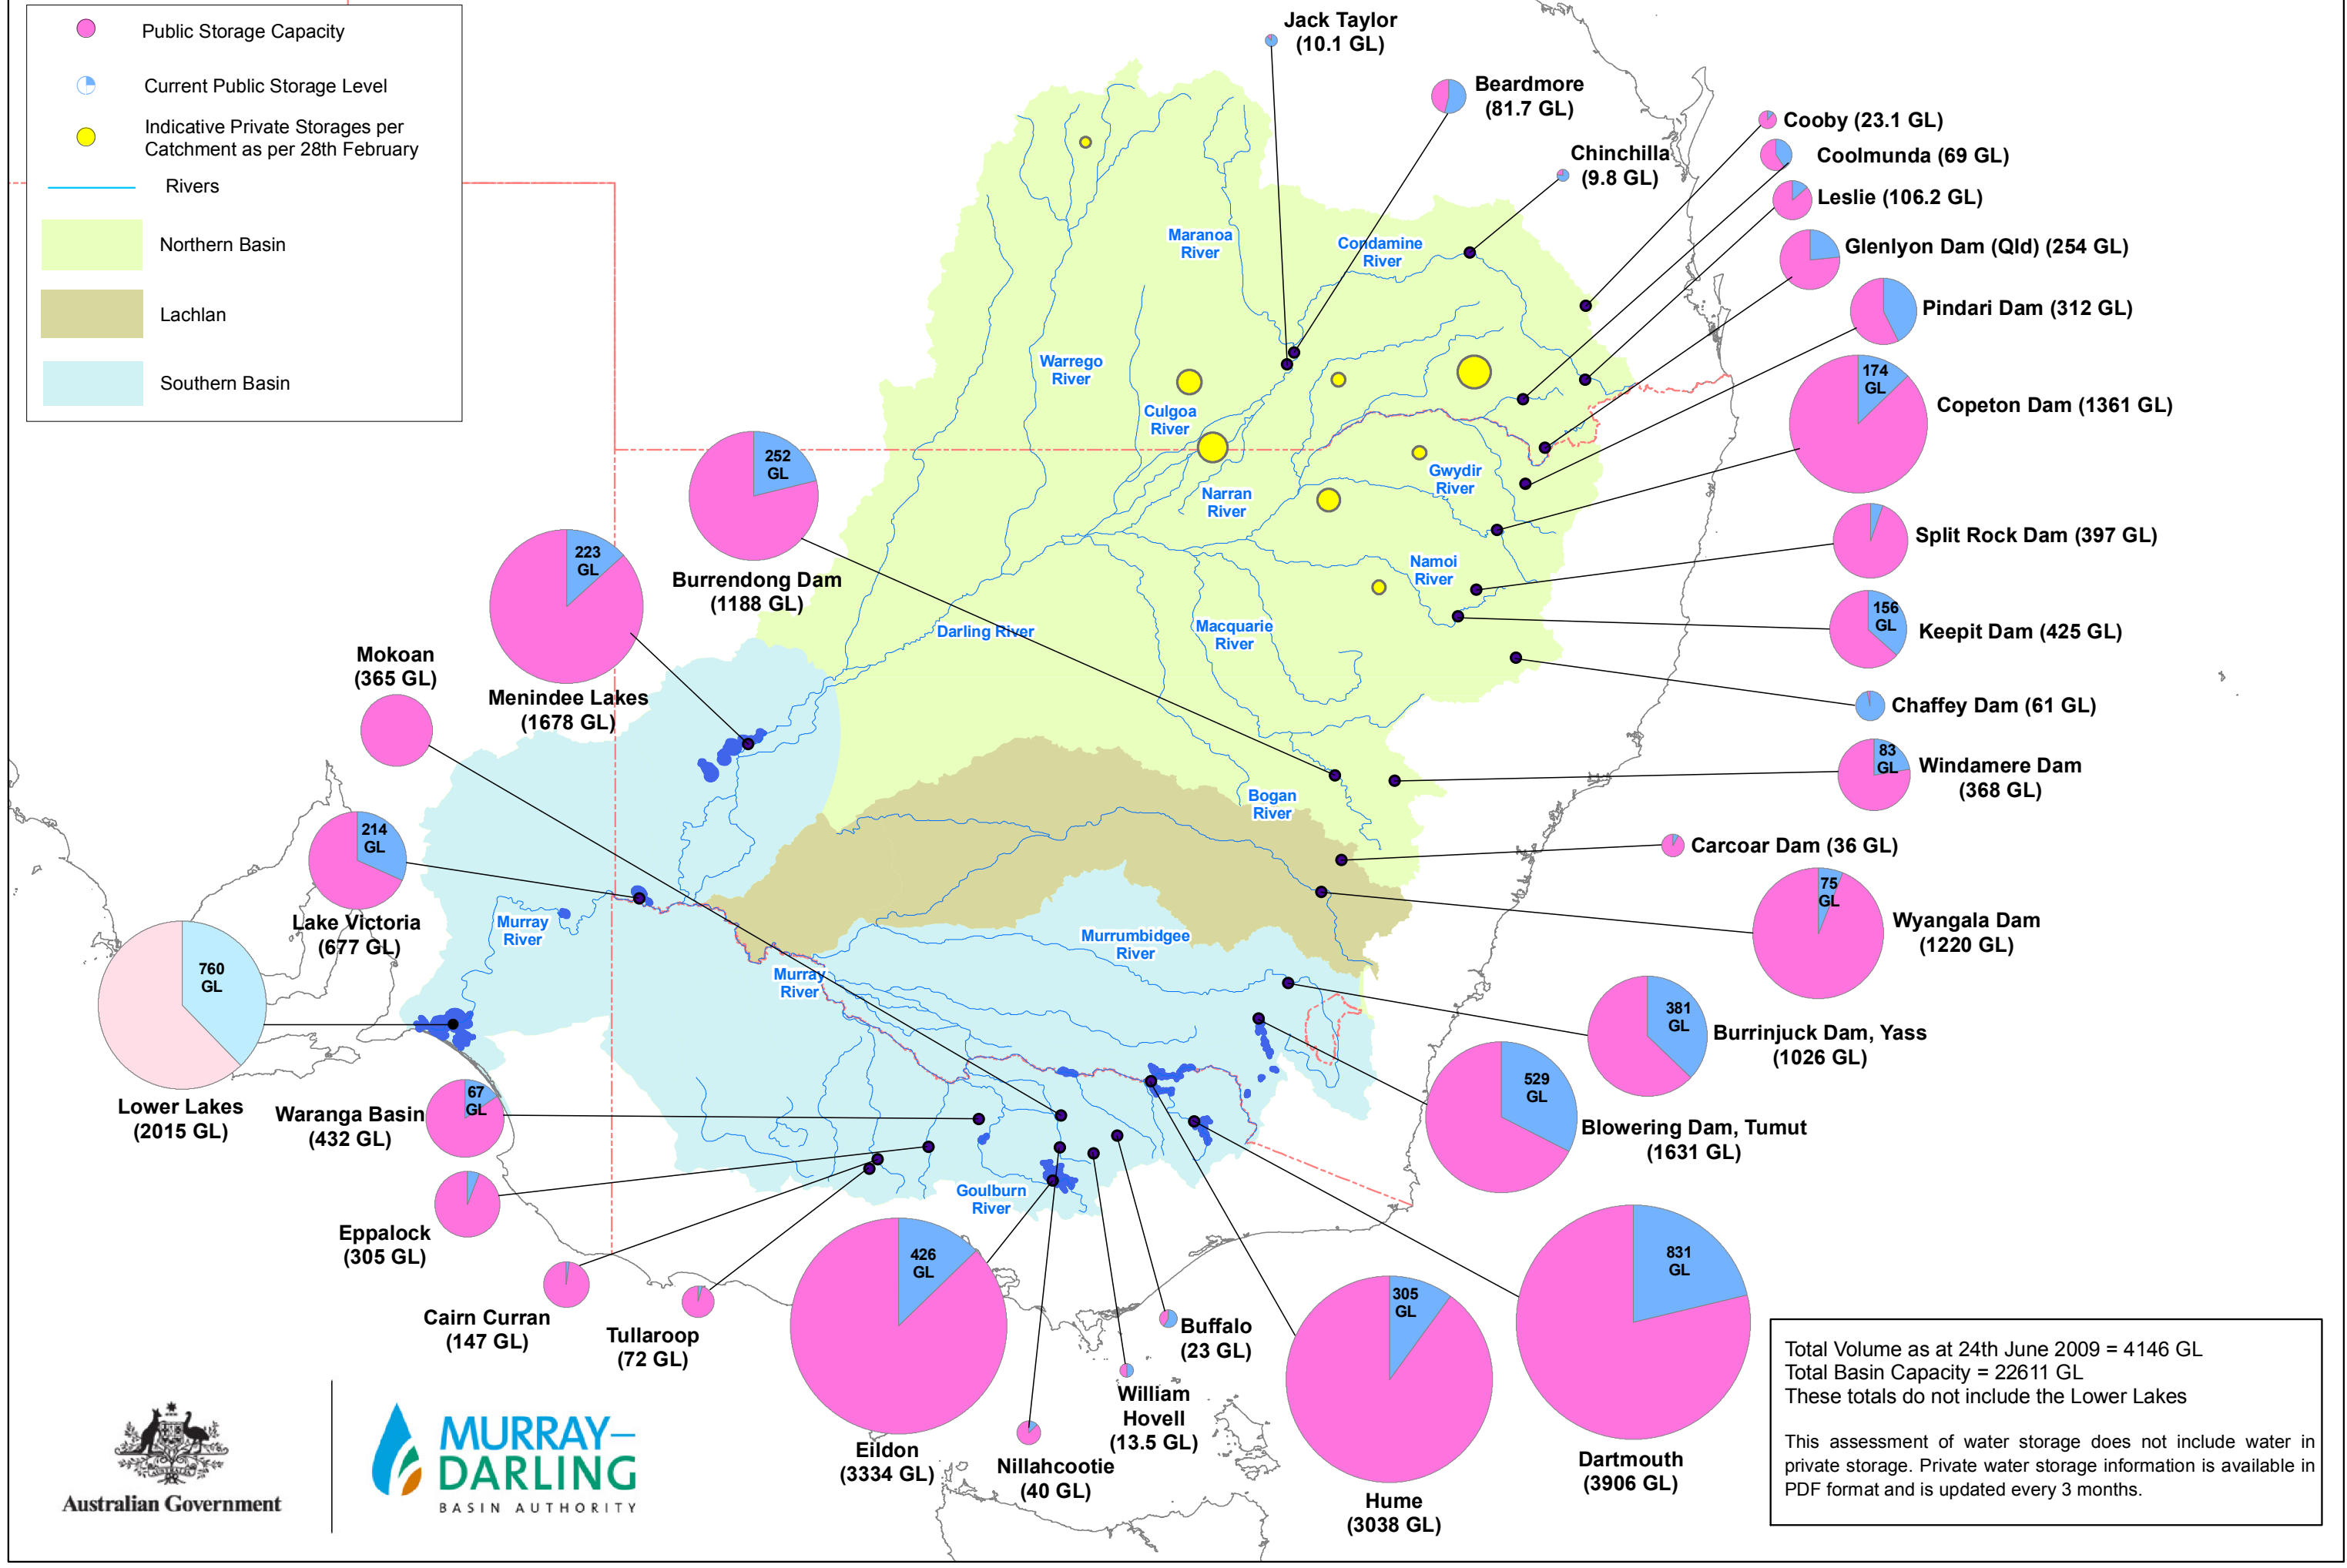 Public Storage Capacity
Current Public Storage Level
Indicative Private Storages per
Catchment as per 28th February
Rivers
Northern Basin
Lachlan
Southern Basin
Jack Taylor
(10.1 GL)
Beardmore
(81.7 GL)
Chinchilla
(9.8 GL)
Cooby (23.1 GL)
Coolmunda (69 GL)
Leslie (106.2 GL)
Glenlyon Dam (Qld) (254 GL)
Pindari Dam (312 GL)
174
GL
Copeton Dam (1361 GL)
Split Rock Dam (397 GL)
156
GL
Keepit Dam (425 GL)
Chaffey Dam (61 GL)
83
GL
Windamere Dam
(368 GL)
Carcoar Dam (36 GL)
75
GL
Wyangala Dam
(1220 GL)
381
GL
Burrinjuck Dam, Yass
(1026 GL)
529
GL
Blowering Dam, Tumut
(1631 GL)
831
GL
Dartmouth
(3906 GL)
305
GL
Hume
(3038 GL)
Buffalo
(23 GL)
William
Hovell
(13.5 GL)
Nillahcootie
(40 GL)
426
GL
Eildon
(3334 GL)
Tullaroop
(72 GL)
Cairn Curran
(147 GL)
Eppalock
(305 GL)
67
GL
Waranga Basin
(432 GL)
760
GL
Lower Lakes
(2015 GL)
214
GL
Lake Victoria
(677 GL)
Mokoan
(365 GL)
223
GL
Menindee Lakes
(1678 GL)
252
GL
Burrendong Dam
(1188 GL)
Maranoa
River
Condamine
River
Warrego
River
Culgoa
River
Narran
River
Gwydir
River
Namoi
River
Darling River
Macquarie
River
Bogan
River
Murray
River
Murrumbidgee
River
Murray
River
Goulburn
River
Australian Government
MURRAY–
DARLING
BASIN AUTHORITY
Total Volume as at 24th June 2009 = 4146 GL
Total Basin Capacity = 22611 GL
These totals do not include the Lower Lakes
This assessment of water storage does not include water in
private storage. Private water storage information is available in
PDF format and is updated every 3 months.